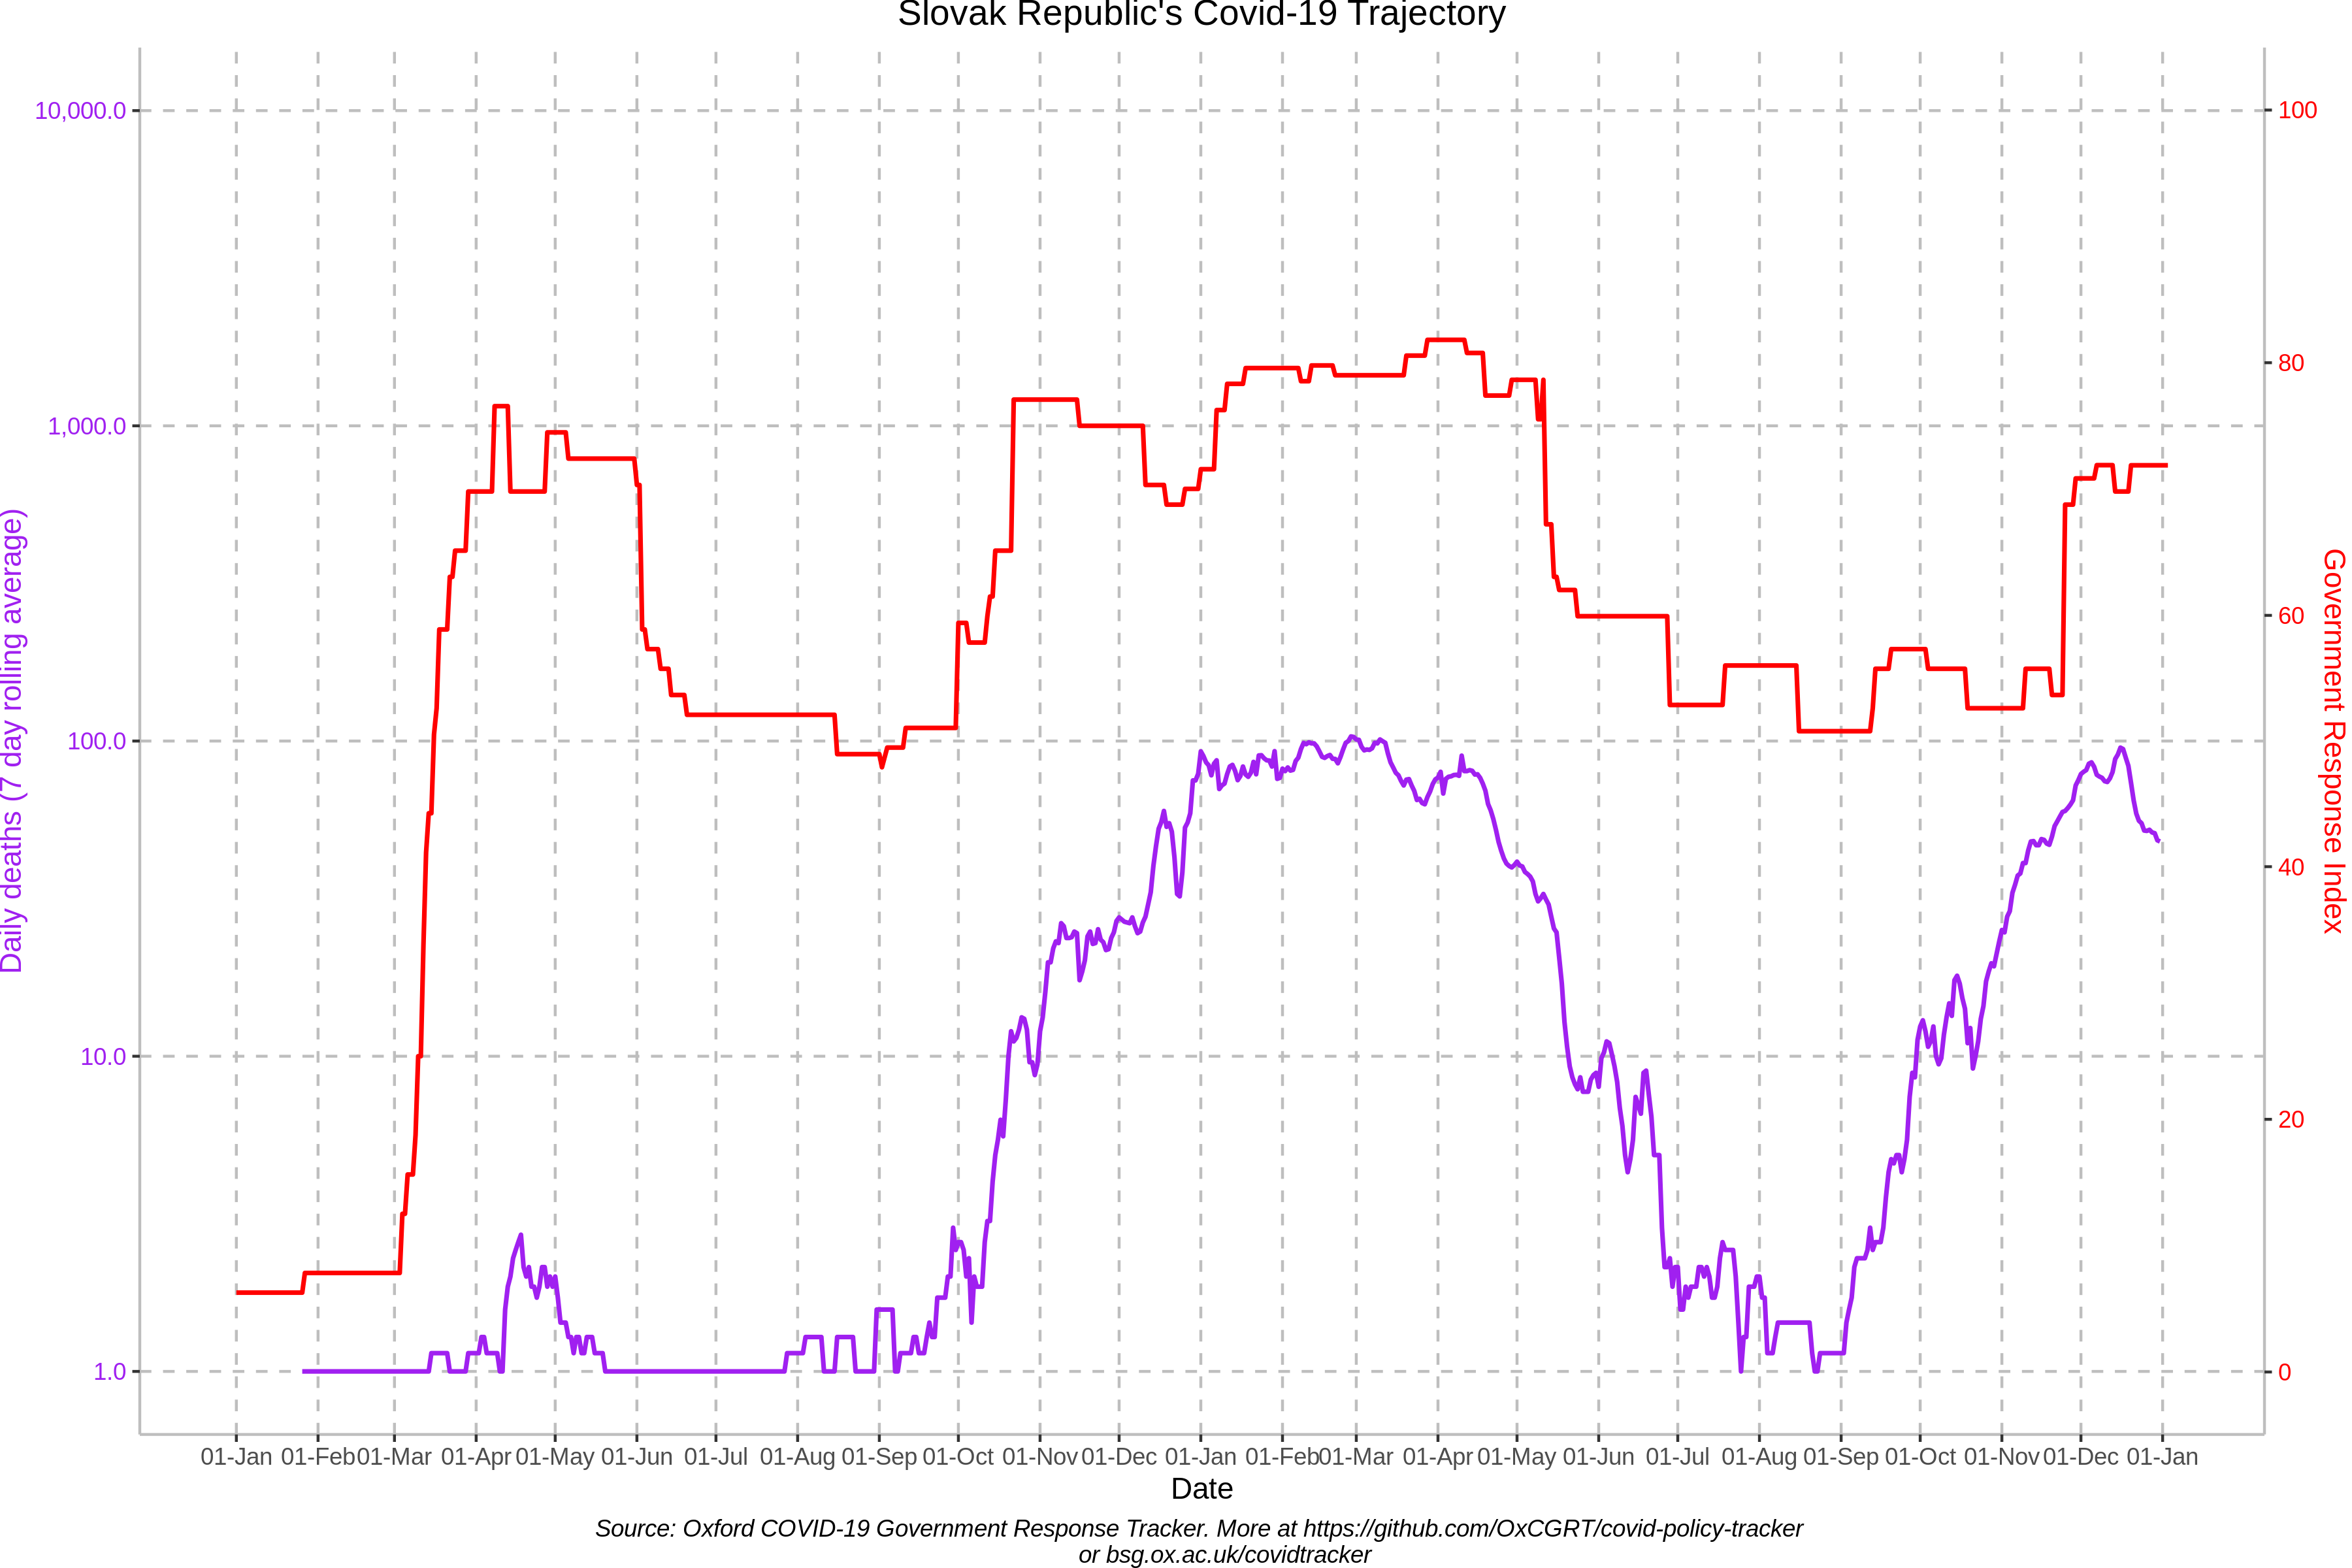 Slovak Republic's Covid-19 Trajectory
10,000.0
1,000.0
100.0
10.0
1.0
Daily deaths (7 day rolling average)
100
80
60
40
20
0
Government Response Index
01-Jan 01-Feb 01-Mar 01-Apr 01-May 01-Jun 01-Jul 01-Aug 01-Sep 01-Oct 01-Nov 01-Dec 01-Jan 01-Feb 01-Mar 01-Apr 01-May 01-Jun 01-Jul 01-Aug 01-Sep 01-Oct 01-Nov 01-Dec 01-Jan
Date
Source: Oxford COVID-19 Government Response Tracker. More at https://github.com/OxCGRT/covid-policy-tracker
or bsg.ox.ac.uk/covidtracker